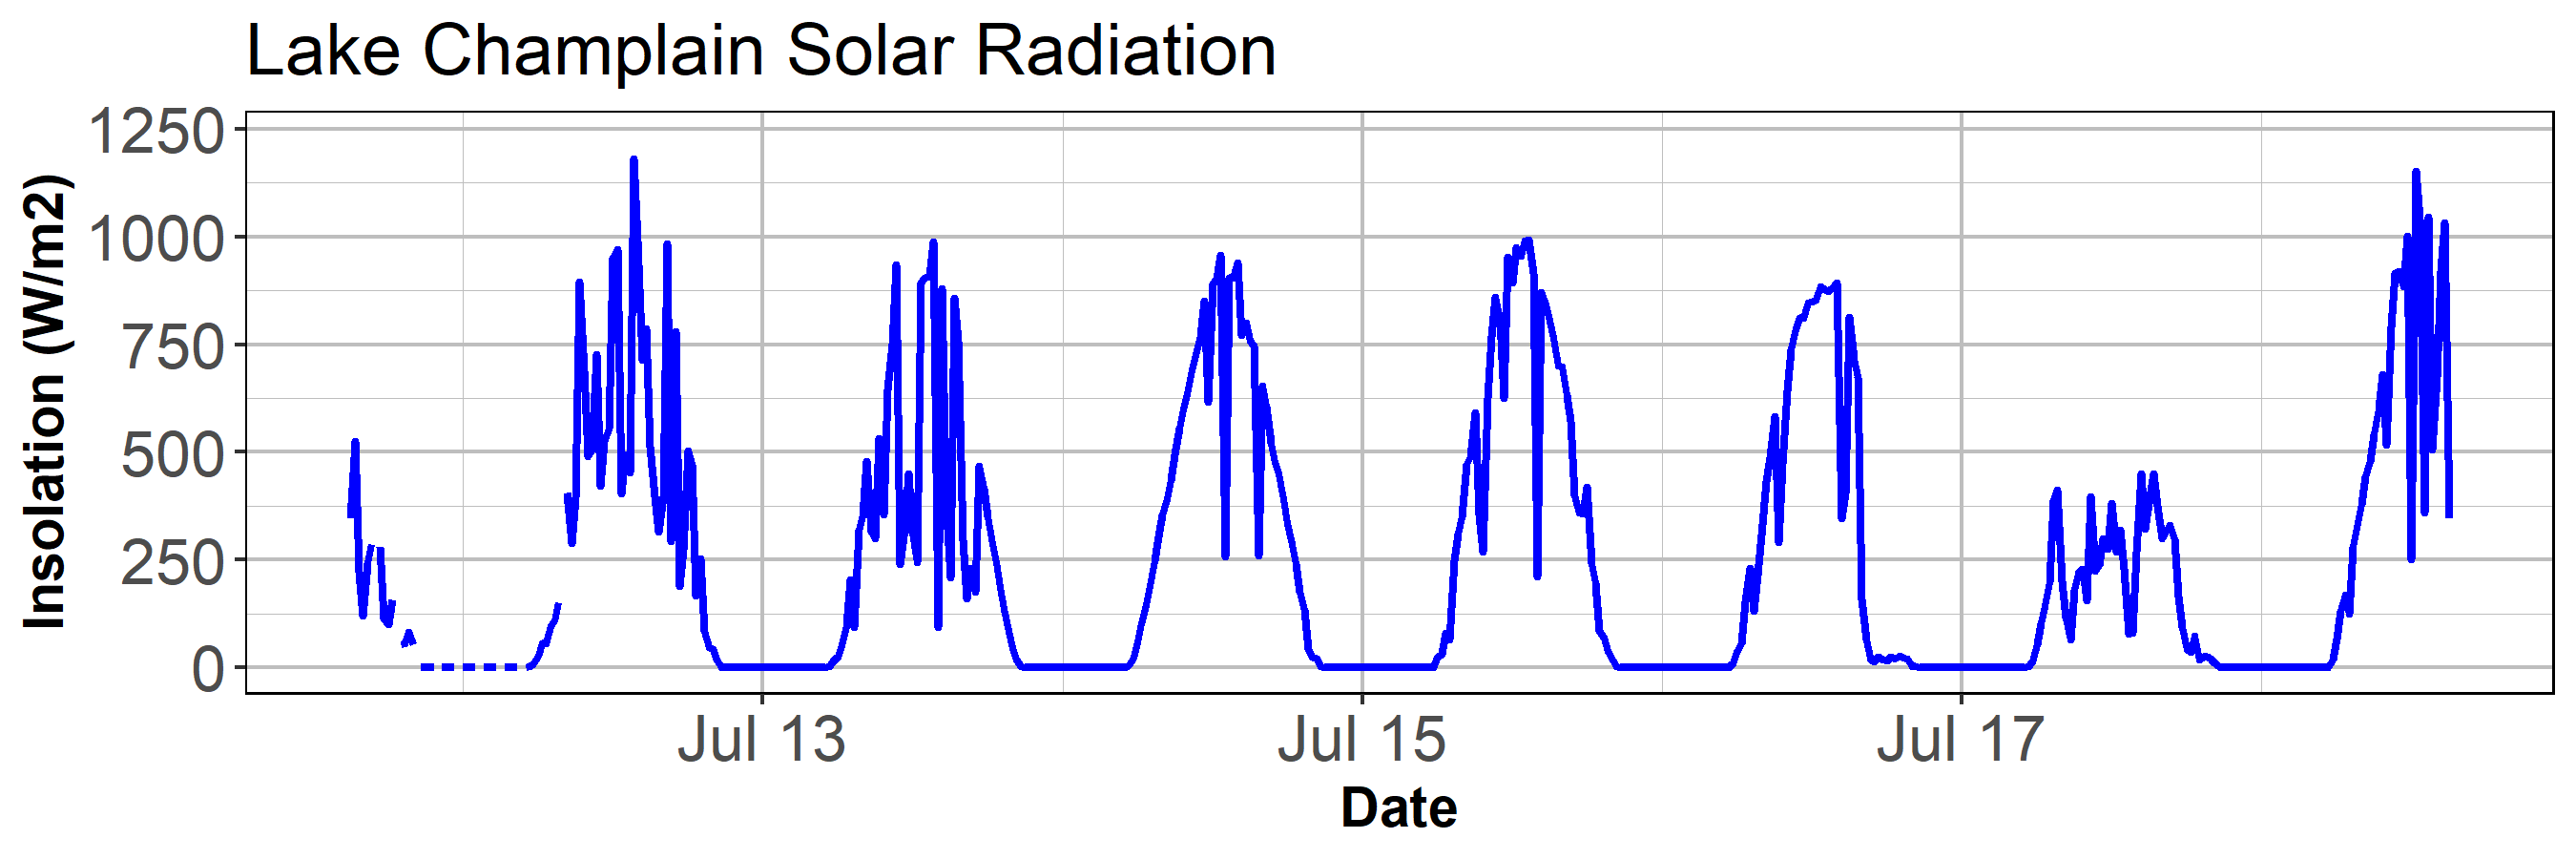 Lake Champlain Solar Radiation
Insolation (W/m2)
1250
1000
750
500
250
0
Jul 13
Jul 15
Jul 17
Date